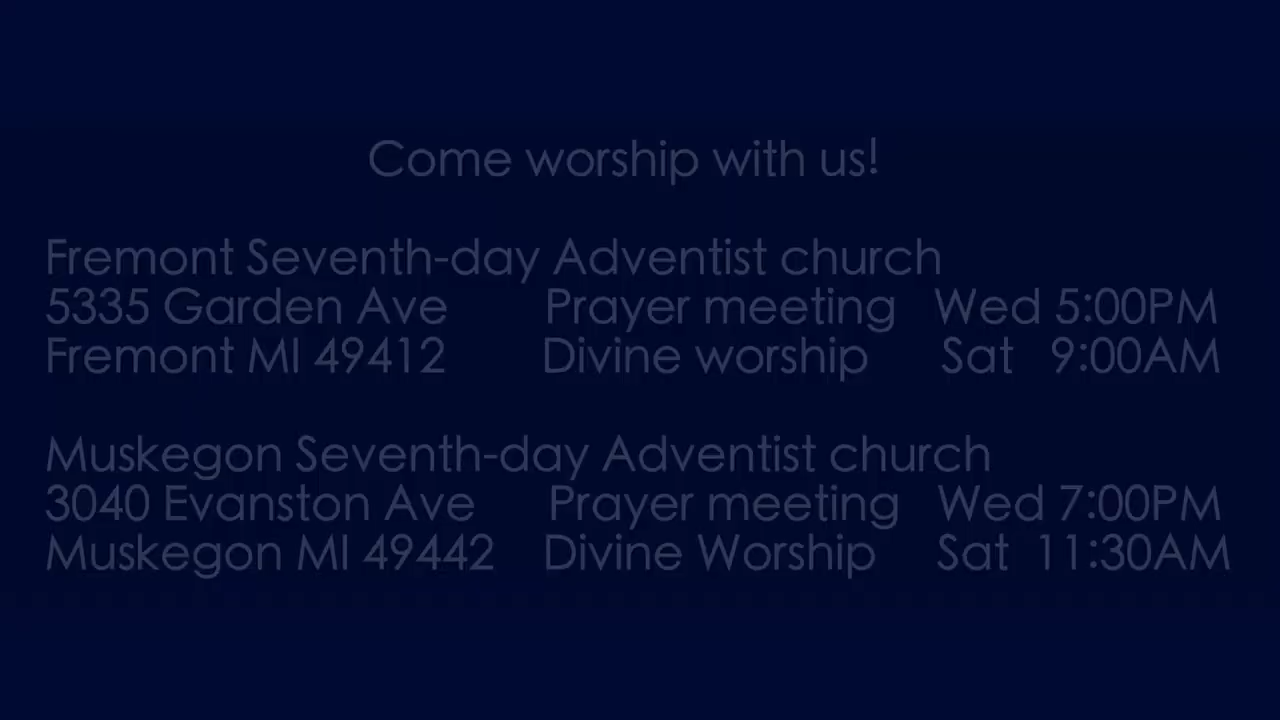 Come worship with us!
Fremont Seventh-day Adventist church
5335 Garden Ave Prayer meeting Wed 5:00PM
Fremont MI 49412 Divine worship Sat 9:00AM
Muskegon Seventh-day Adventist church
3040 Evanston Ave Prayer meeting Wed 7:00PM
Muskegon MI 49442 Divine Worship Sat 11:30AM